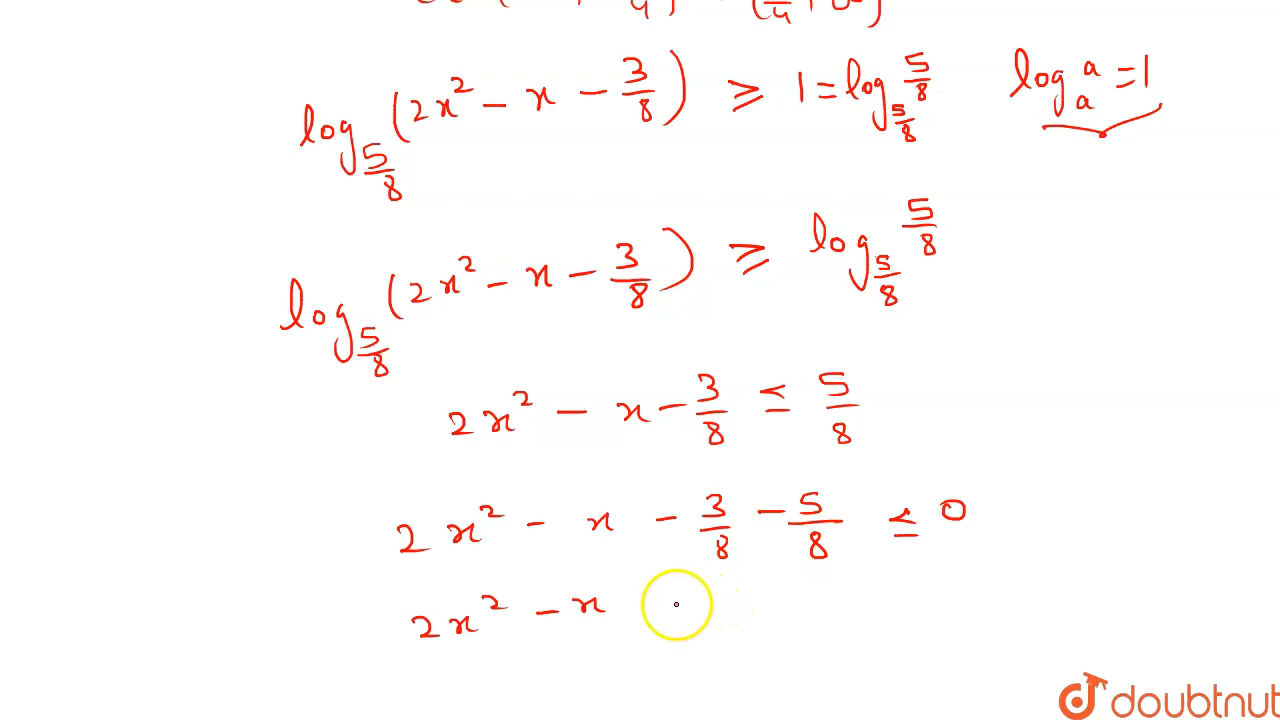 log_{5/8} (2x² - x - 3/8) ≥ 1 = log_{5/8} 5/8 log_a a = 1
log_{5/8} (2x² - x - 3/8) ≥ log_{5/8} 5/8
2x² - x - 3/8 ≤ 5/8
2x² - x - 3/8 - 5/8 ≤ 0
2x² - x
doubtnut